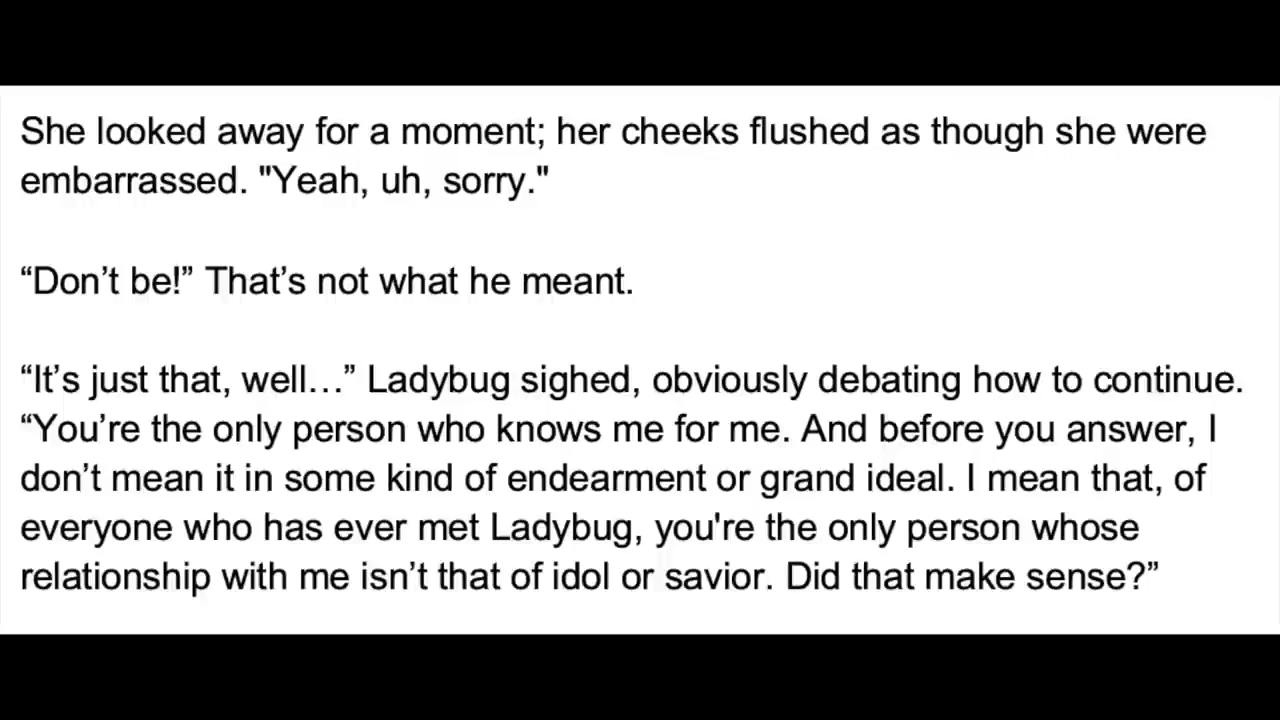 She looked away for a moment; her cheeks flushed as though she were
embarrassed. "Yeah, uh, sorry."
“Don’t be!” That’s not what he meant.
“It’s just that, well…” Ladybug sighed, obviously debating how to continue.
“You’re the only person who knows me for me. And before you answer, I
don’t mean it in some kind of endearment or grand ideal. I mean that, of
everyone who has ever met Ladybug, you're the only person whose
relationship with me isn’t that of idol or savior. Did that make sense?”